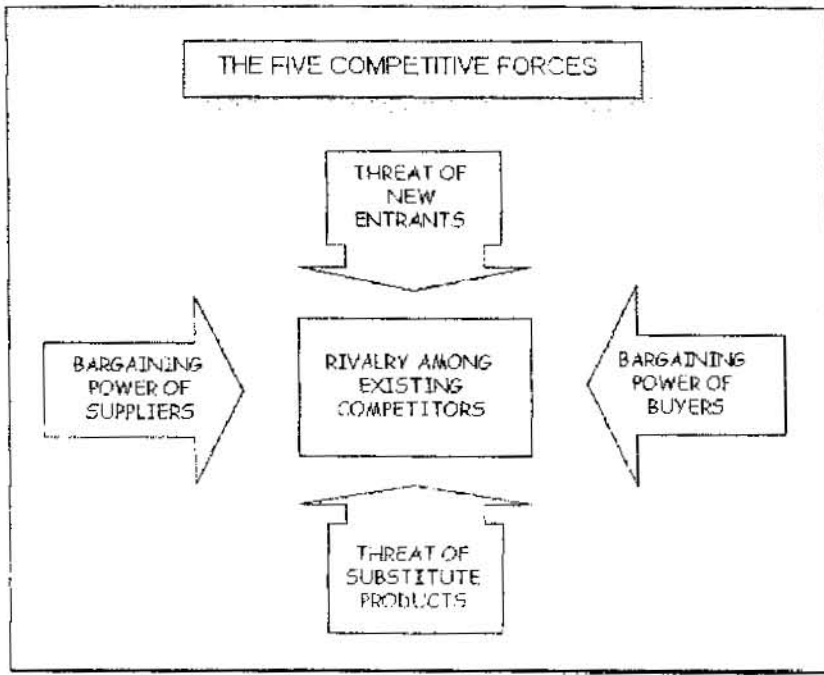 THE FIVE COMPETITIVE FORCES
THREAT OF
NEW
ENTRANTS
BARGAINING
POWER OF
SUPPLIERS
RIVALRY AMONG
EXISTING
COMPETITORS
BARGAINING
POWER OF
BUYERS
THREAT OF
SUBSTITUTE
PRODUCTS